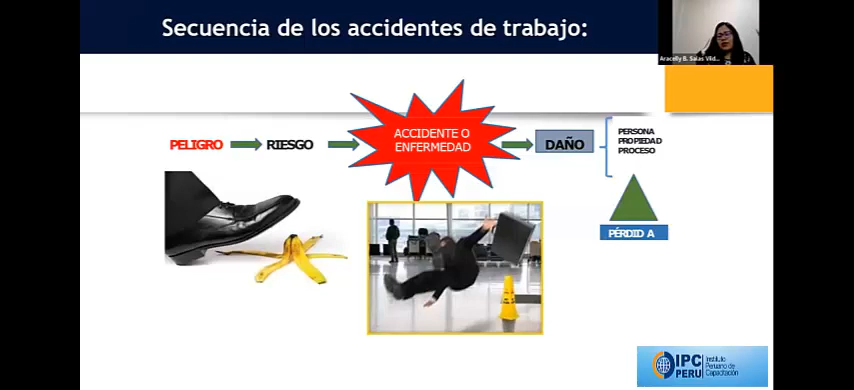 Secuencia de los accidentes de trabajo:
Aracelly B. Salas Vild...
PELIGRO
RIESGO
ACCIDENTE O
ENFERMEDAD
DAÑO
PERSONA
PROPIEDAD
PROCESO
PÉRDID A
IPC
PERU
Instituto
Peruano de
Capacitación